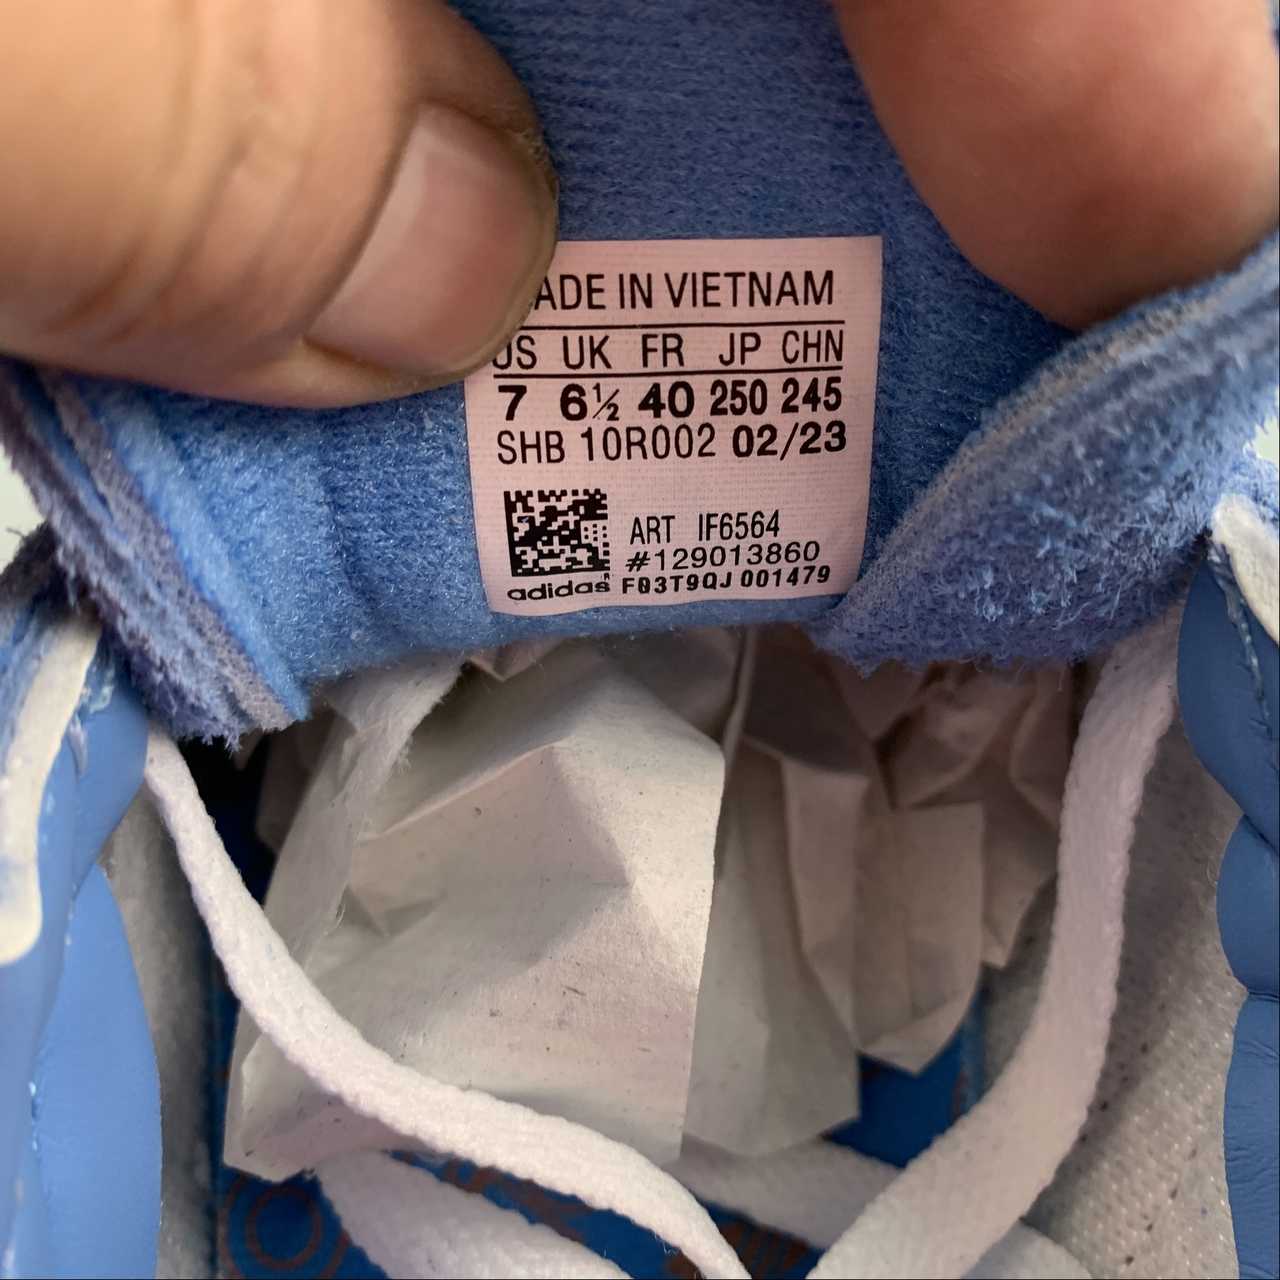 ADE IN VIETNAM
US UK FR JP CHN
7 6½ 40 250 245
SHB 10R002 02/23
ART IF6564
#129013860
adidas F03T9QJ 001479